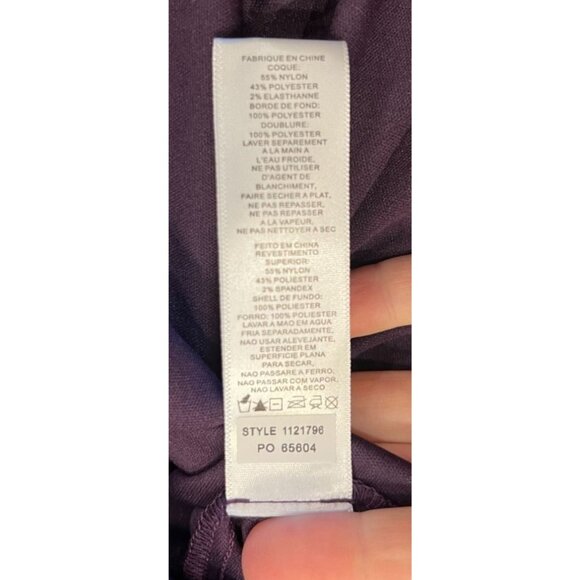 FABRIQUE EN CHINE
COQUE:
55% NYLON
43% POLYESTER
2% ELASTHANNE
BORDE DE FOND:
100% POLYESTER
DOUBLURE:
100% POLYESTER
LAVER SEPAREMENT
A LA MAIN A
L'EAU FROIDE,
NE PAS UTILISER
D'AGENT DE
BLANCHIMENT,
FAIRE SECHER A PLAT,
NE PAS REPASSER,
NE PAS REPASSER
A LA VAPEUR,
NE PAS NETTOYER A SEC
FEITO EM CHINA
REVESTIMENTO
SUPERIOR:
55% NYLON
43% POLIESTER
2% SPANDEX
SHELL DE FUNDO:
100% POLIESTER
FORRO: 100% POLIESTER
LAVAR A MAO EM AGUA
FRIA SEPARADAMENTE,
NAO USAR ALEVEJANTE,
ESTENDER EM
SUPERFICIE PLANA
PARA SECAR,
NAO PASSARE A FERRO,
NAO PASSAR COM VAPOR,
NAO LAVAR A SECO
STYLE 1121796
PO 65604